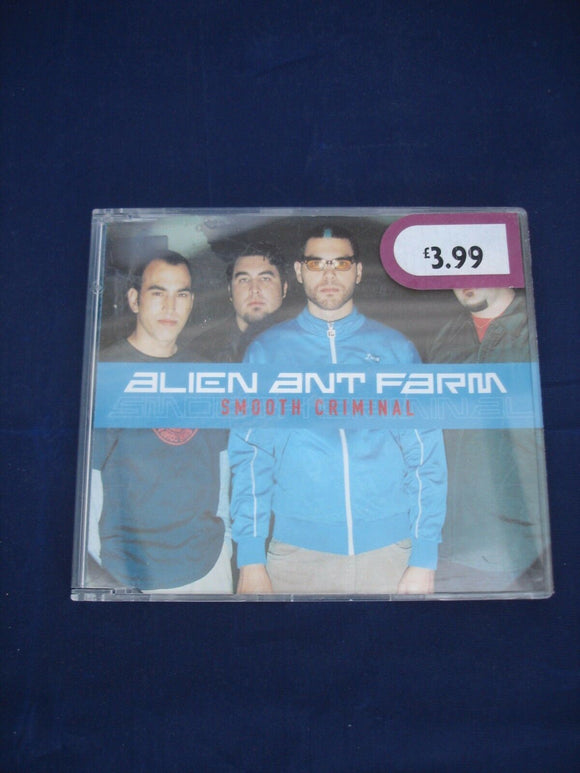 £3.99
ALIEN ANT FARM
SMOOTH CRIMINAL